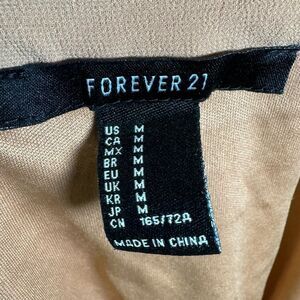 FOREVER 21
US M
CA M
MX M
BR M
EU M
UK M
KR M
JP M
CN 165/72A
MADE IN CHINA